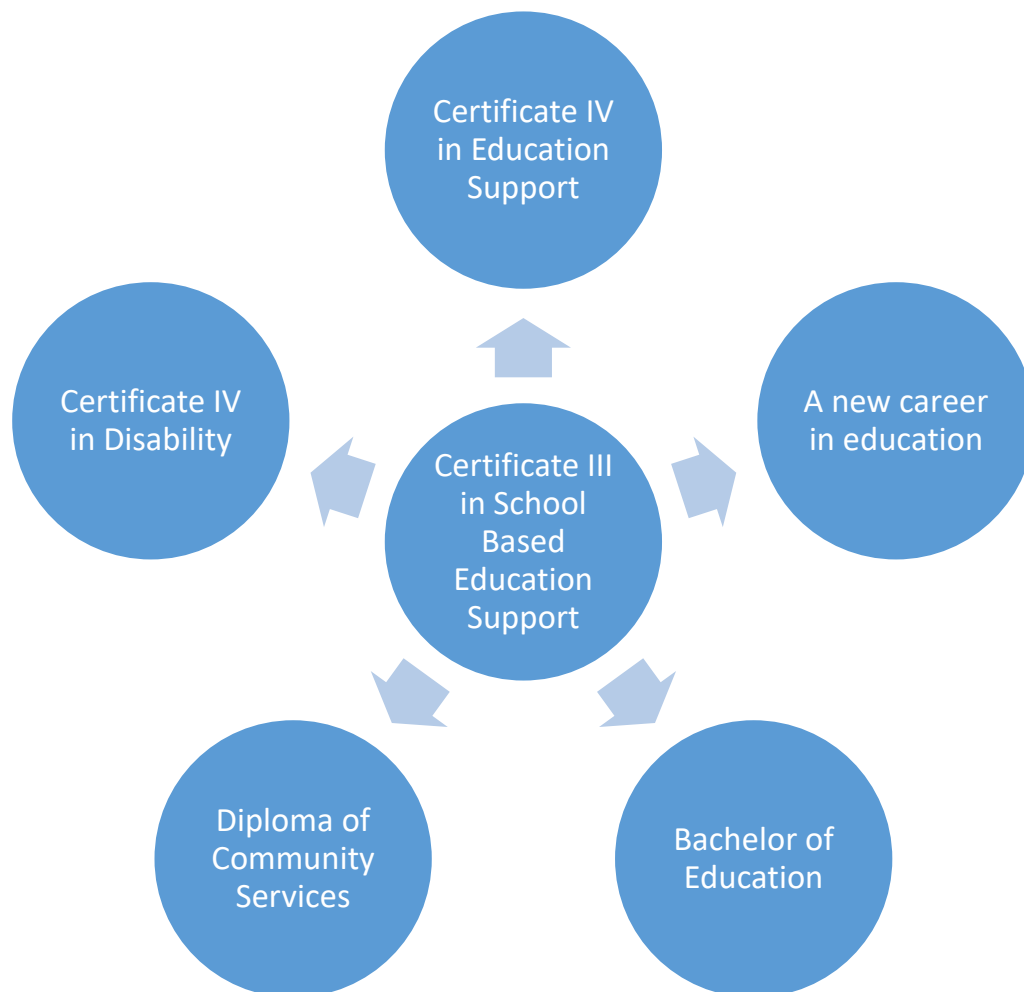 Certificate IV
in Education
Support
Certificate IV
in Disability
A new career
in education
Certificate III
in School
Based
Education
Support
Diploma of
Community
Services
Bachelor of
Education